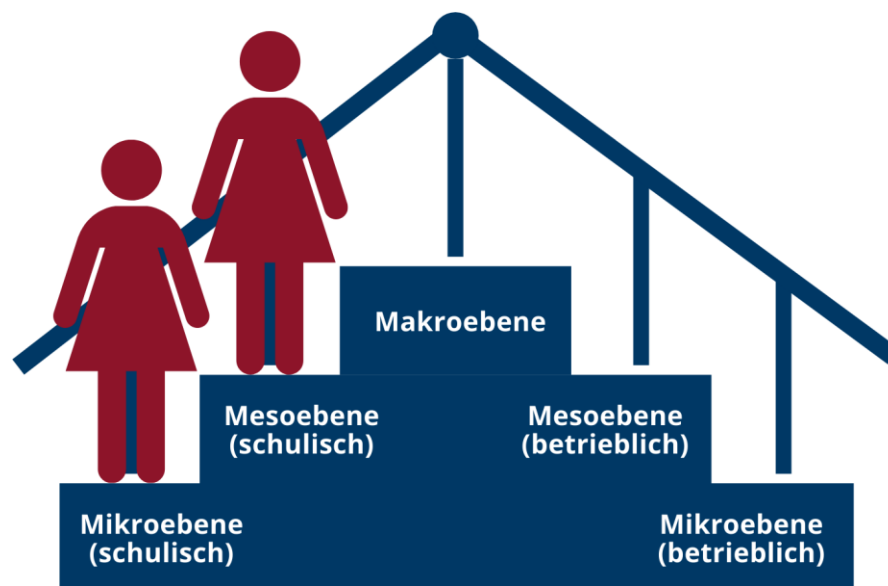 Makroebene
Mesoebene
(schulisch)
Mesoebene
(betrieblich)
Mikroebene
(schulisch)
Mikroebene
(betrieblich)